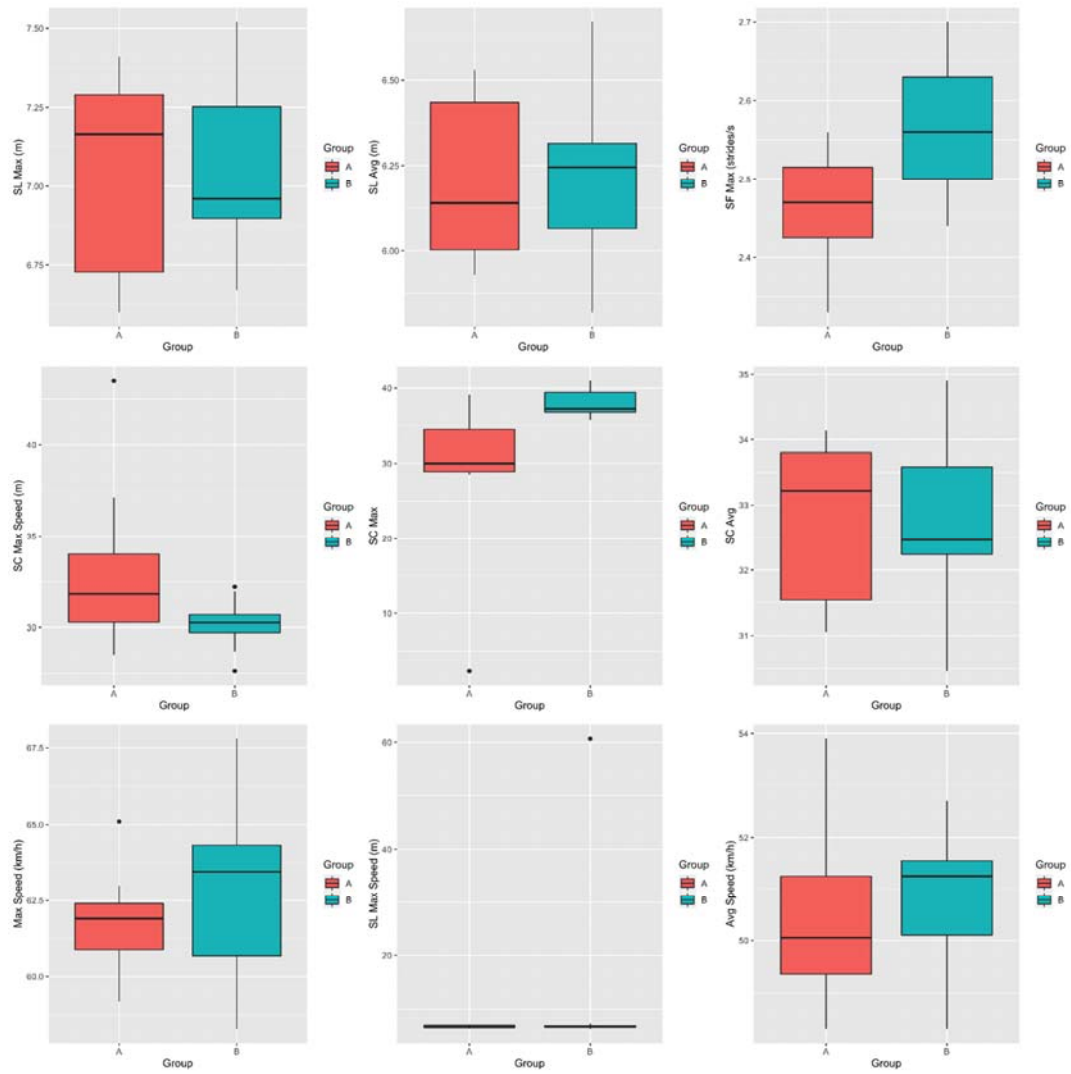 7.50
7.25
7.00
6.75
SL Max (m)
A
B
Group
Group
A
B
6.50
6.25
6.00
SL Avg (m)
A
B
Group
Group
A
B
2.7
2.6
2.5
2.4
SF Max (strides/s
A
B
Group
Group
A
B
40
35
30
SC Max Speed (m)
A
B
Group
Group
A
B
40
30
20
10
SC Max
A
B
Group
Group
A
B
35
34
33
32
31
SC Avg
A
B
Group
Group
A
B
67.5
65.0
62.5
60.0
Max Speed (km/h)
A
B
Group
Group
A
B
60
40
20
SL Max Speed (m)
A
B
Group
Group
A
B
54
52
50
Avg Speed (km/h)
A
B
Group
Group
A
B